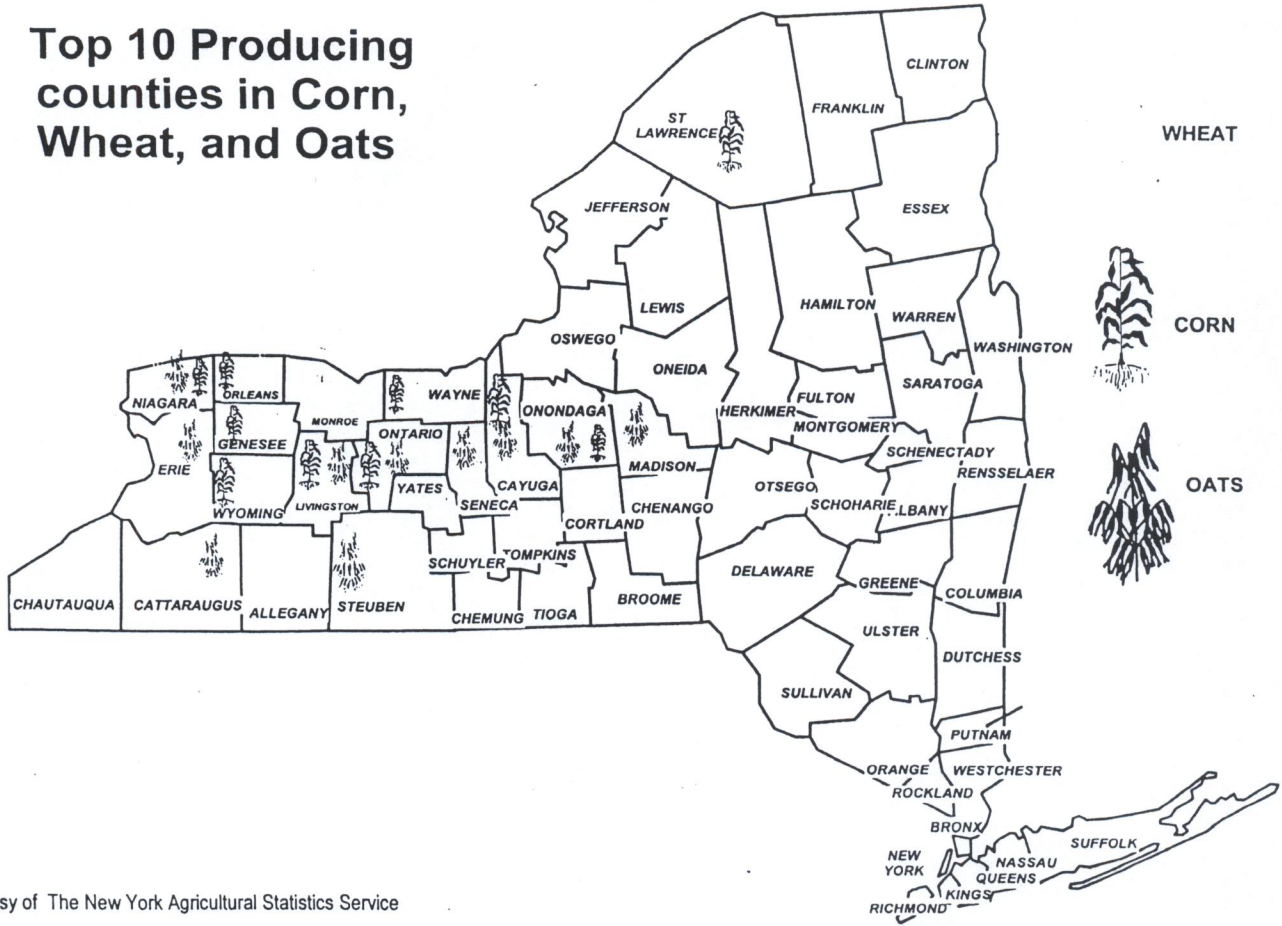 Top 10 Producing
counties in Corn,
Wheat, and Oats
CLINTON
FRANKLIN
ST
LAWRENCE
WHEAT
JEFFERSON
ESSEX
LEWIS
HAMILTON
WARREN
CORN
OSWEGO
WASHINGTON
ONEIDA
SARATOGA
NIAGARA
ORLEANS
WAYNE
FULTON
ONONDAGA
HERKIMER
MONROE
MONTGOMERY
ONTARIO
GENESEE
SCHENECTADY
ERIE
MADISON
RENSSELAER
YATES
CAYUGA
OTSEGO
OATS
WYOMING
LIVINGSTON
SENECA
CHENANGO
SCHOHARIE
LBANY
CORTLAND
TOMPKINS
SCHUYLER
DELAWARE
GREENE
COLUMBIA
CHAUTAUQUA
CATTARAUGUS
ALLEGANY
STEUBEN
CHEMUNG
TIOGA
BROOME
ULSTER
DUTCHESS
SULLIVAN
PUTNAM
ORANGE
WESTCHESTER
ROCKLAND
BRONX
SUFFOLK
NEW
YORK
NASSAU
QUEENS
KINGS
RICHMOND
sy of The New York Agricultural Statistics Service